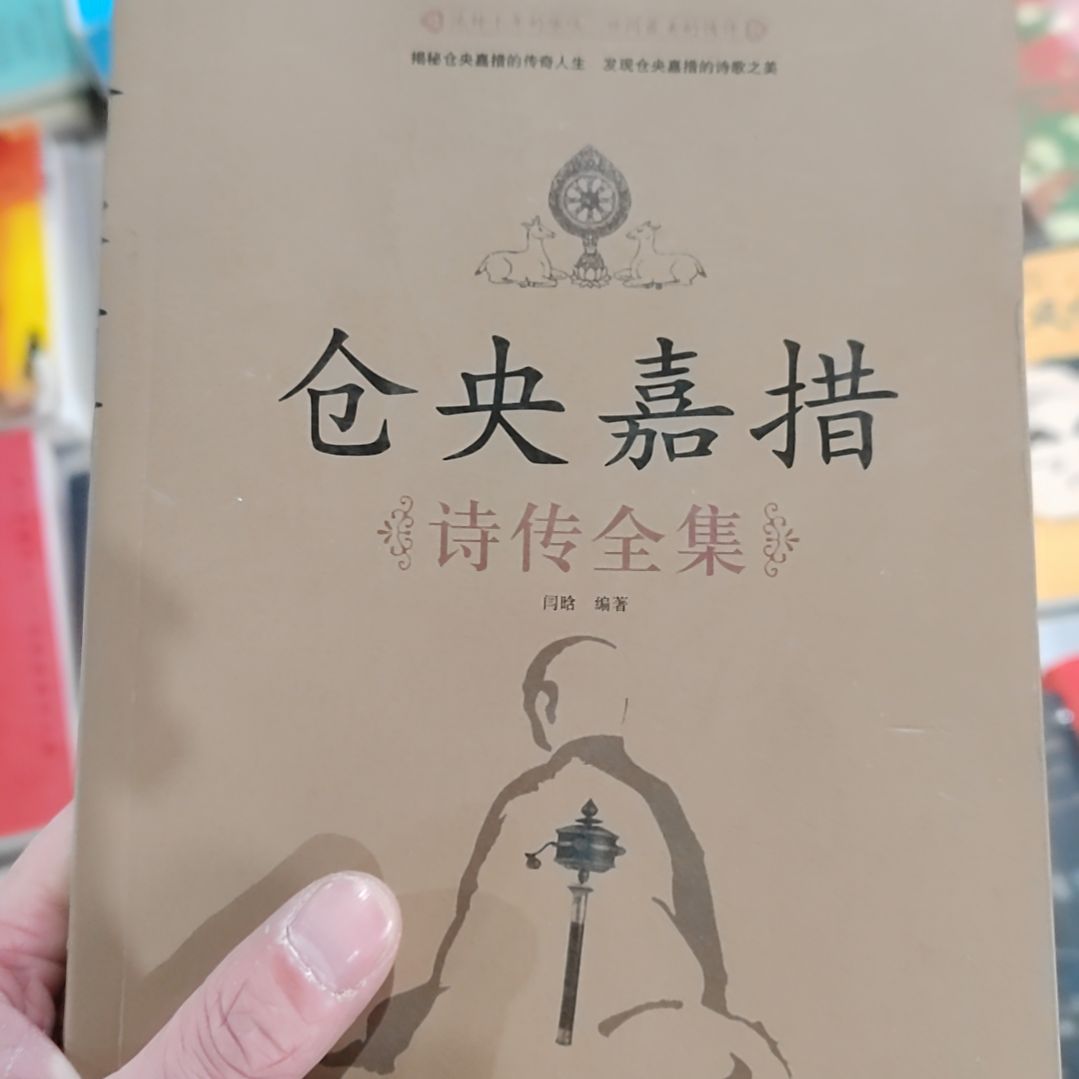 揭秘仓央嘉措的传奇人生 发现仓央嘉措的诗歌之美
仓央嘉措
诗传全集
闫晗 编著